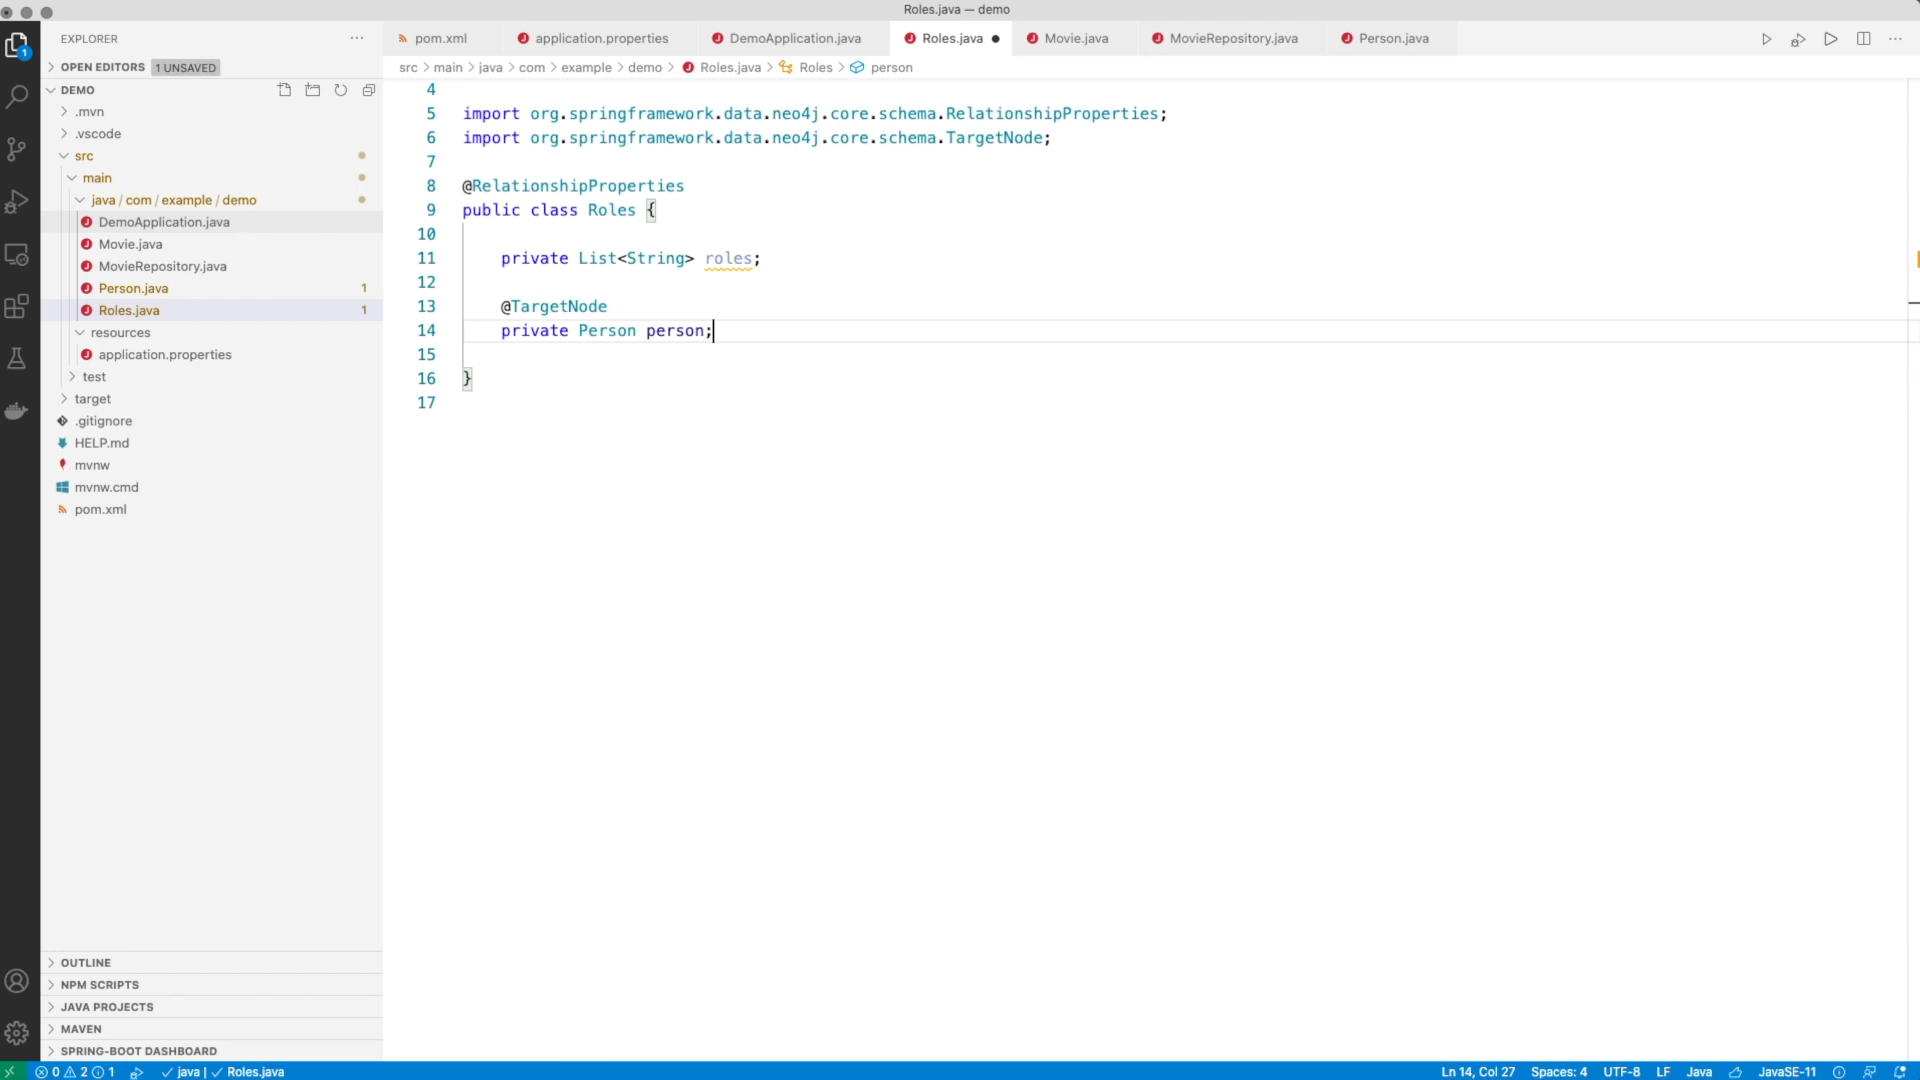 Roles.java — demo
EXPLORER
pom.xml
application.properties
DemoApplication.java
Roles.java
Movie.java
MovieRepository.java
Person.java
OPEN EDITORS 1 UNSAVED
src > main > java > com > example > demo > Roles.java > Roles > person
DEMO
.mvn
.vscode
src
main
java / com / example / demo
DemoApplication.java
Movie.java
MovieRepository.java
Person.java 1
Roles.java 1
resources
application.properties
test
target
.gitignore
HELP.md
mvnw
mvnw.cmd
pom.xml
4
5 import org.springframework.data.neo4j.core.schema.RelationshipProperties;
6 import org.springframework.data.neo4j.core.schema.TargetNode;
7
8 @RelationshipProperties
9 public class Roles {
10
11 private List<String> roles;
12
13 @TargetNode
14 private Person person;
15
16 }
17
OUTLINE
NPM SCRIPTS
JAVA PROJECTS
MAVEN
SPRING-BOOT DASHBOARD
1
0 2 1 java | Roles.java
Ln 14, Col 27 Spaces: 4 UTF-8 LF Java JavaSE-11